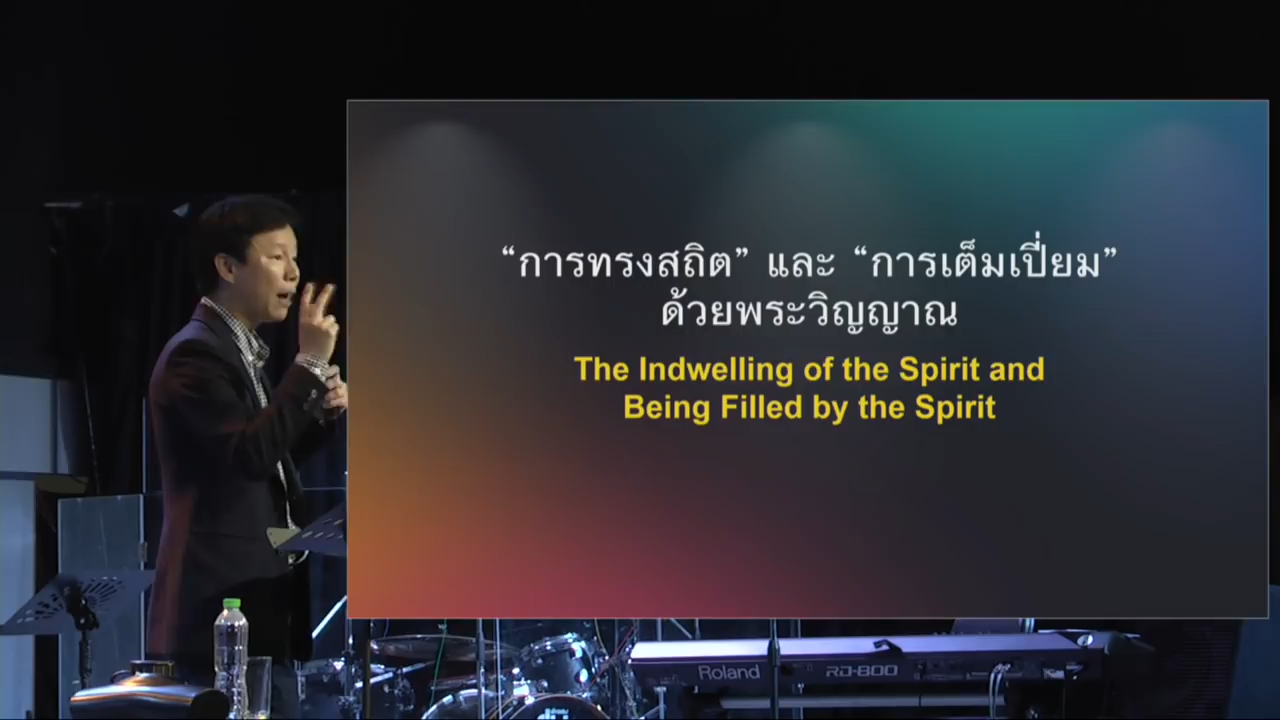 “การทรงสถิต” และ “การเต็มเปี่ยม”
ด้วยพระวิญญาณ
The Indwelling of the Spirit and
Being Filled by the Spirit
Roland RD-800